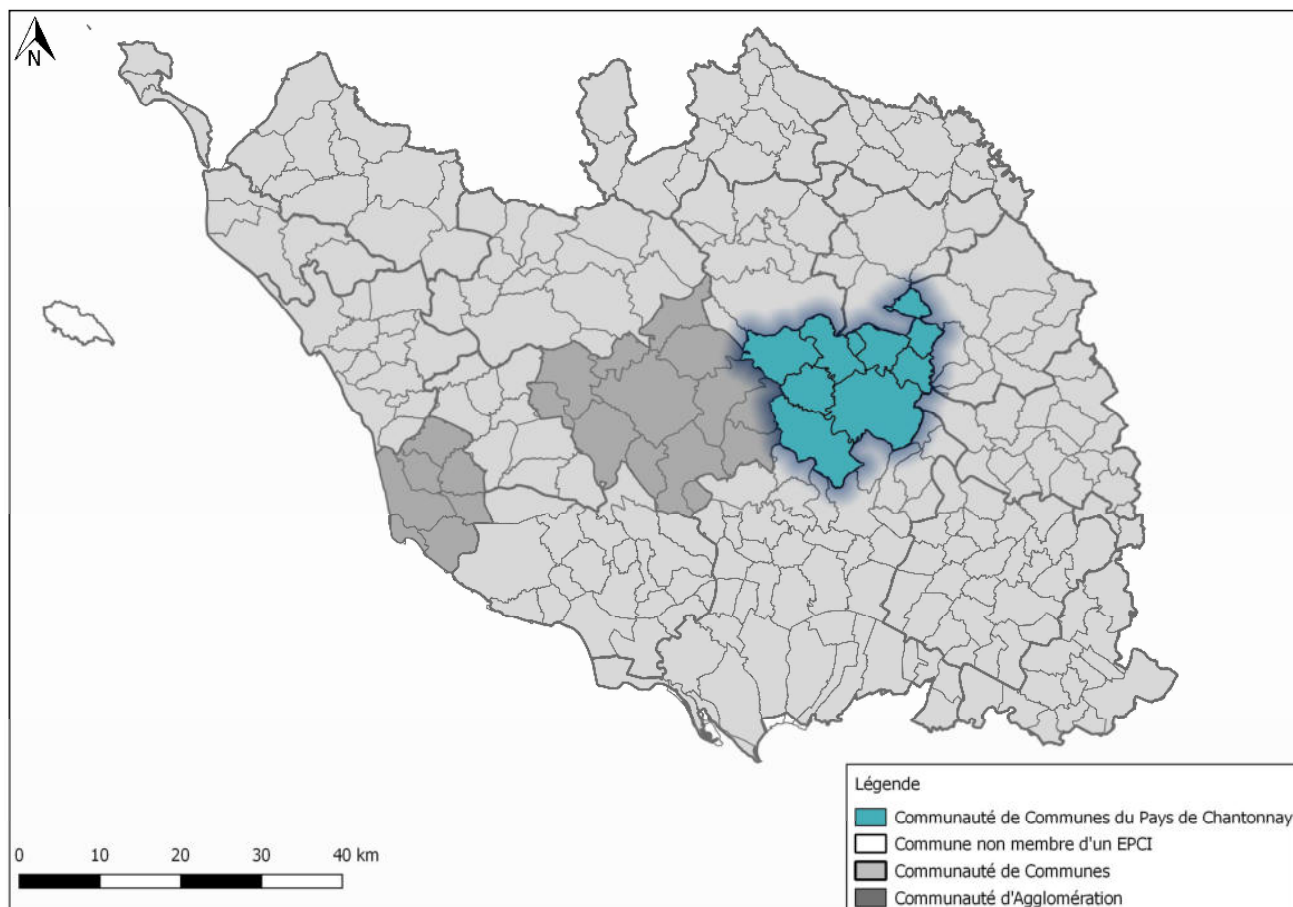 N
Légende
Communauté de Communes du Pays de Chantonnay
Commune non membre d'un EPCI
Communauté de Communes
Communauté d'Agglomération
0 10 20 30 40 km